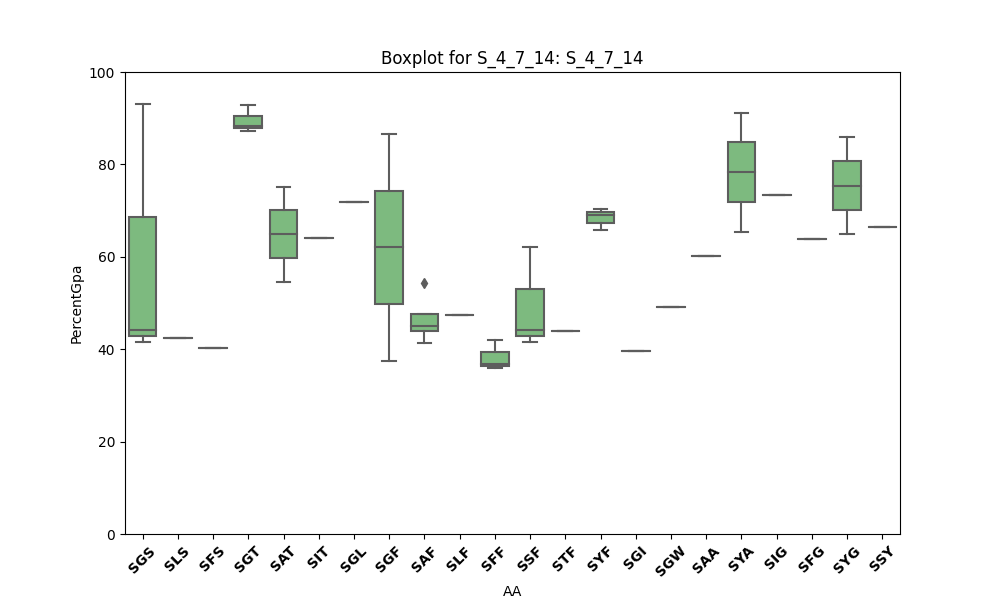 Boxplot for S_4_7_14: S_4_7_14
100
80
60
40
20
0
PercentGpa
SGS SLS SFS SGT SAT SIT SGL SGF SAF SLF SFF SSF STF SYF SGI SGW SAA SYA SIG SFG SYG SSY
AA